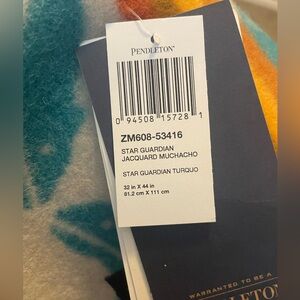 PENDLETON
0 94508 15728 1
ZM608-53416
STAR GUARDIAN
JACQUARD MUCHACHO
STAR GUARDIAN TURQUO
32 in X 44 in
81.2 cm X 111 cm
WARRANTED TO BE A